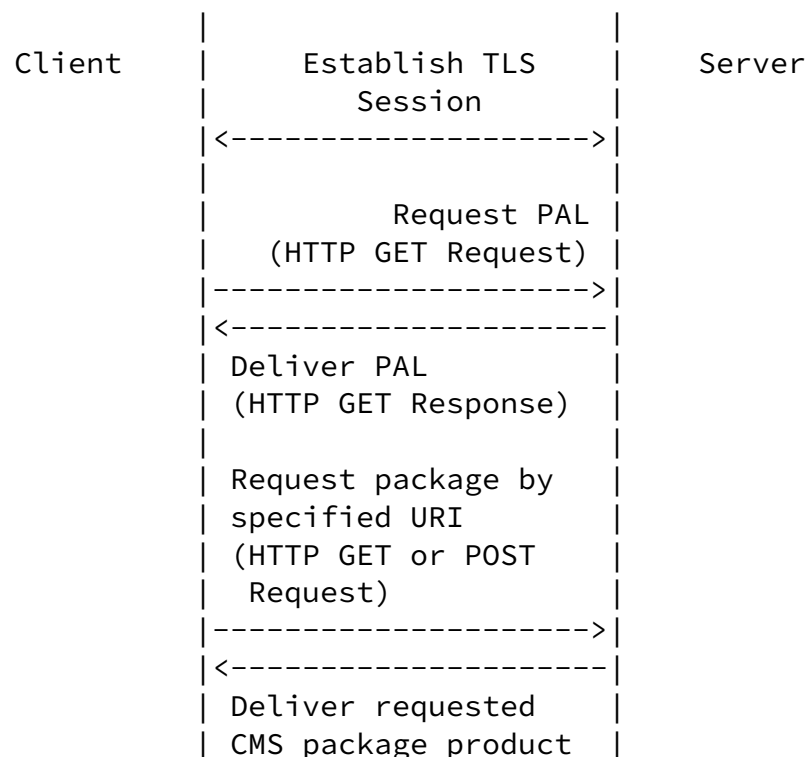 Client Establish TLS Server
Session
Request PAL
(HTTP GET Request)
Deliver PAL
(HTTP GET Response)
Request package by
specified URI
(HTTP GET or POST
Request)
Deliver requested
CMS package product